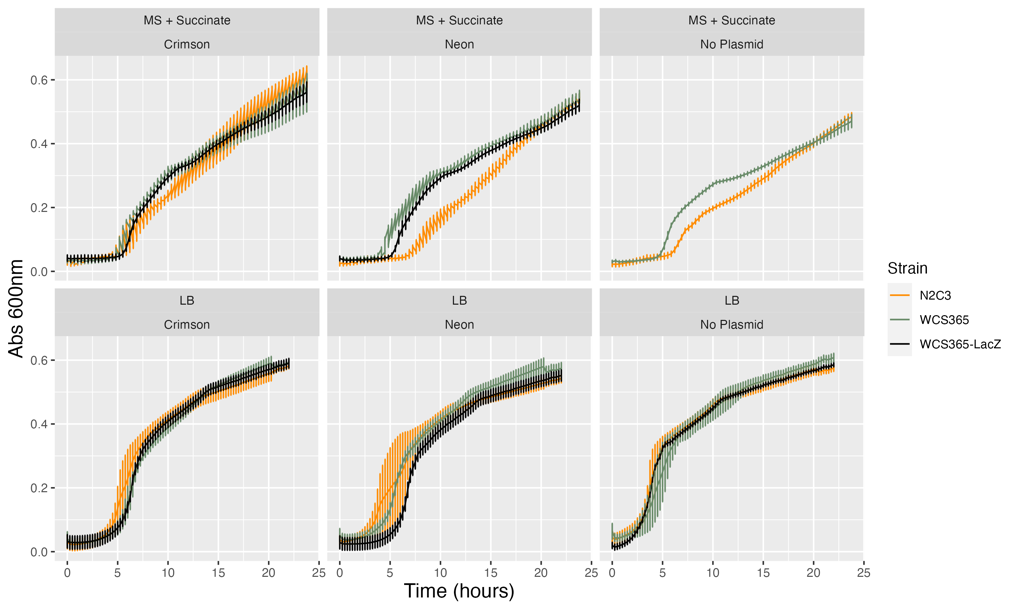 MS + Succinate MS + Succinate MS + Succinate
Crimson Neon No Plasmid
0.6
0.4
0.2
0.0
LB LB LB
Crimson Neon No Plasmid
0.6
0.4
0.2
0.0
0 5 10 15 20 25 0 5 10 15 20 25 0 5 10 15 20 25
Time (hours)
Abs 600nm
Strain
N2C3
WCS365
WCS365-LacZ